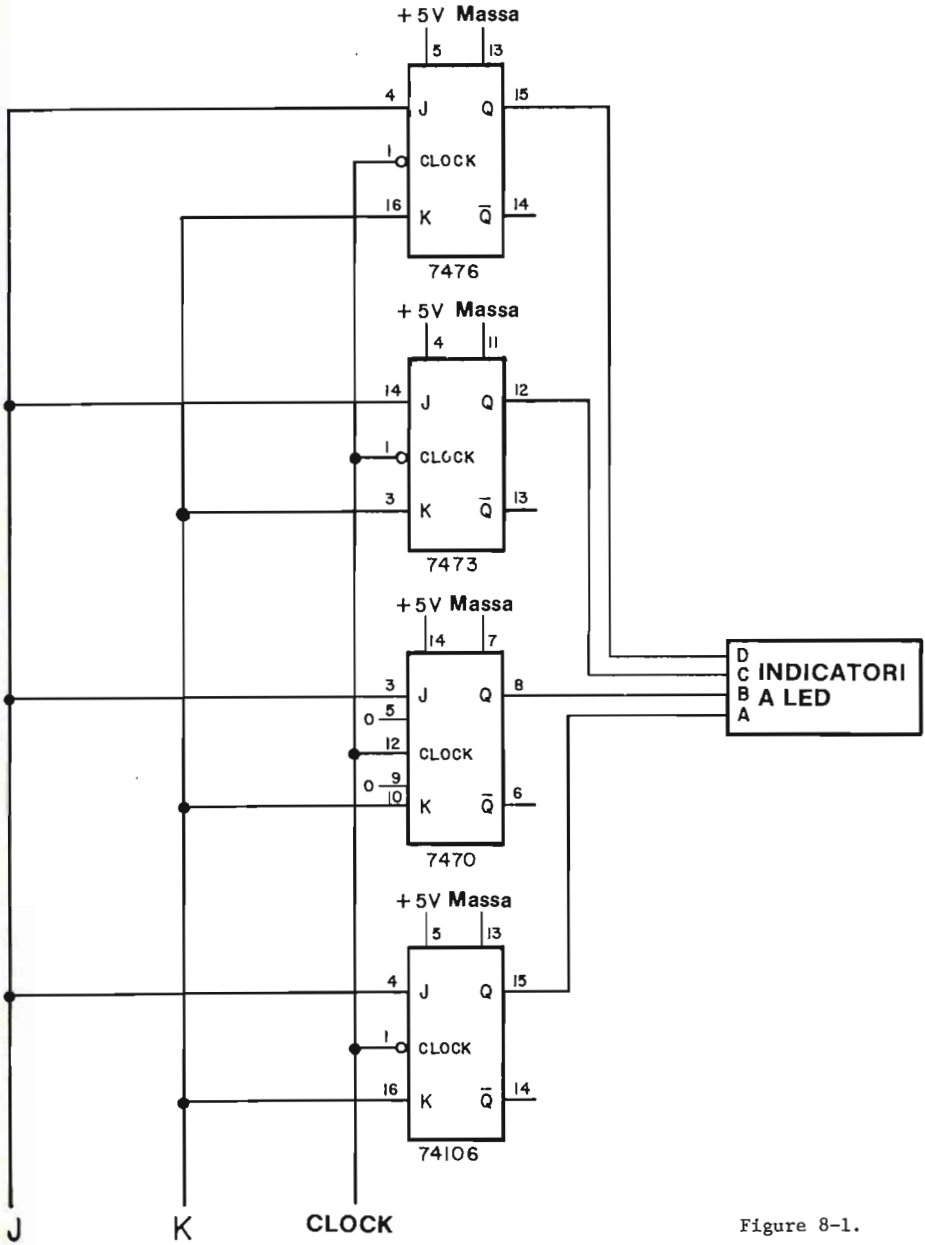 +5V Massa
5 13
4 J Q 15
1 CLOCK
16 K Q̅ 14
7476
+5V Massa
4 11
14 J Q 12
1 CLOCK
3 K Q̅ 13
7473
+5V Massa
14 7
3 J Q 8
0 5
12 CLOCK
0 9
10 K Q̅ 6
7470
D
C INDICATORI
B A LED
A
+5V Massa
5 13
4 J Q 15
1 CLOCK
16 K Q̅ 14
74106
J K CLOCK
Figure 8-1.